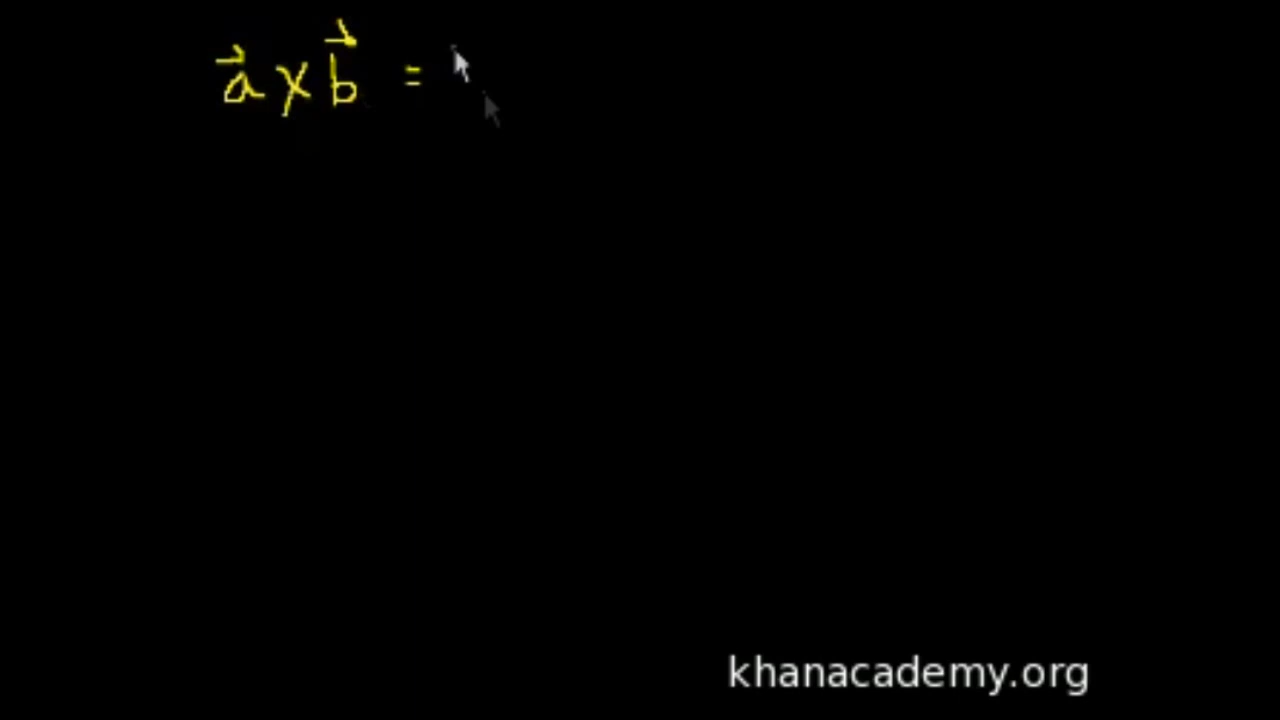 a⃗ x b⃗ =
khanacademy.org